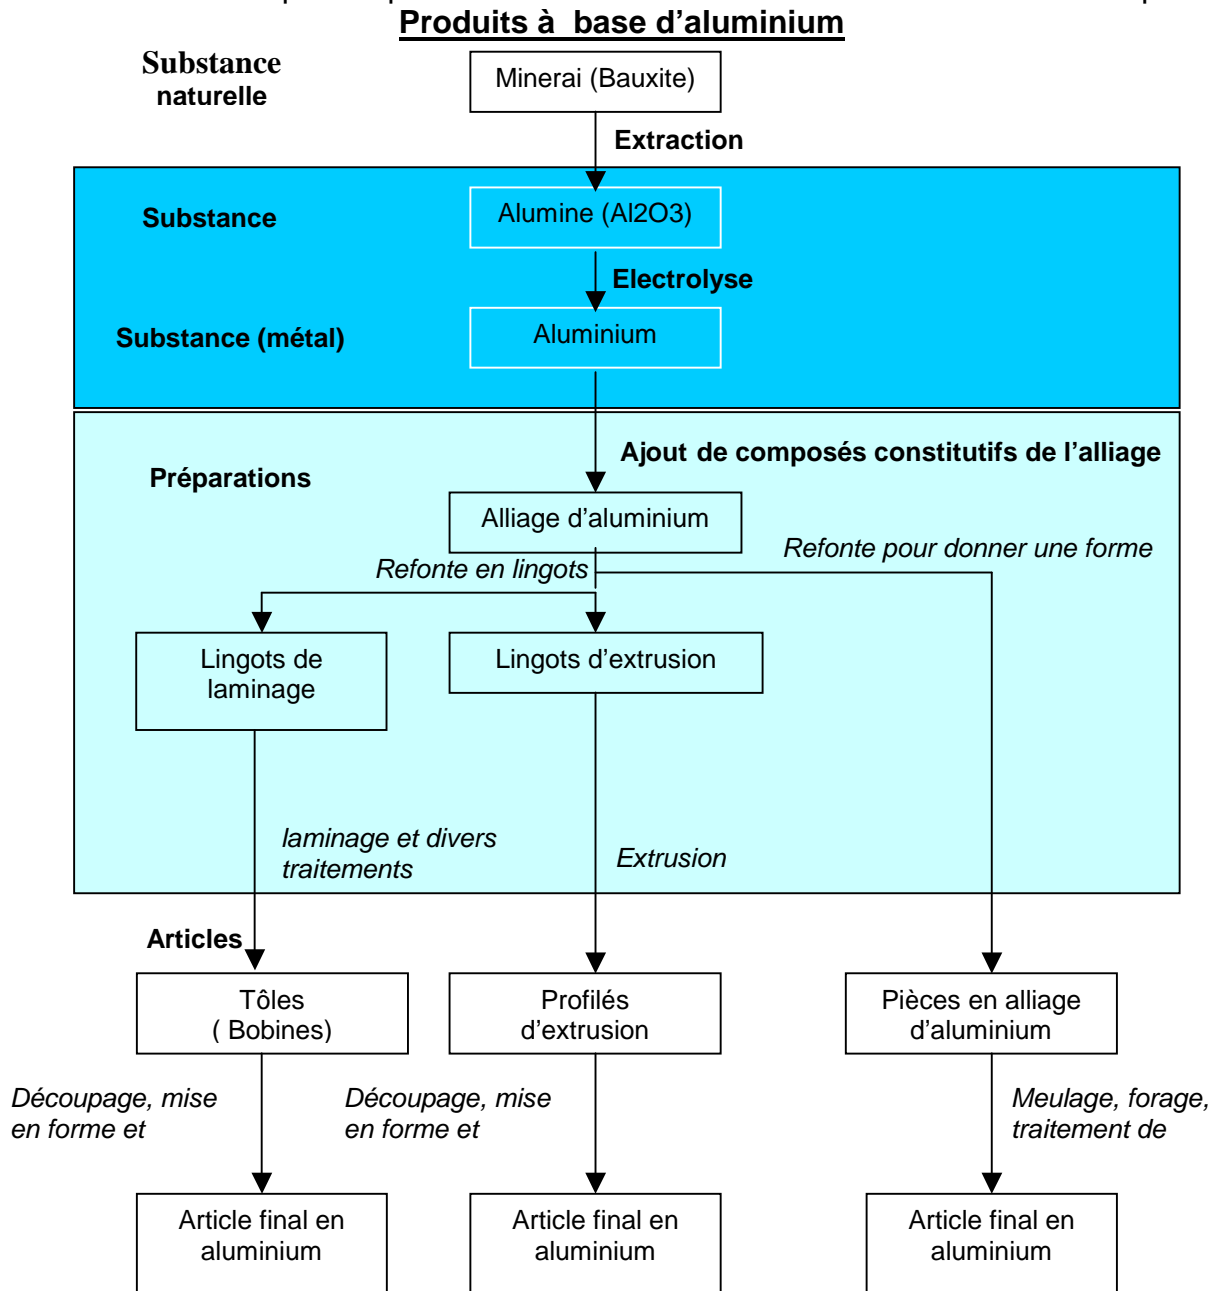 Produits à base d'aluminium
Substance
naturelle
Minerai (Bauxite)
Extraction
Substance
Alumine (Al2O3)
Electrolyse
Substance (métal)
Aluminium
Ajout de composés constitutifs de l'alliage
Préparations
Alliage d'aluminium
Refonte pour donner une forme
Refonte en lingots
Lingots de
laminage
Lingots d'extrusion
laminage et divers
traitements
Extrusion
Articles
Tôles
( Bobines)
Profilés
d'extrusion
Pièces en alliage
d'aluminium
Découpage, mise
en forme et
Découpage, mise
en forme et
Meulage, forage,
traitement de
Article final en
aluminium
Article final en
aluminium
Article final en
aluminium